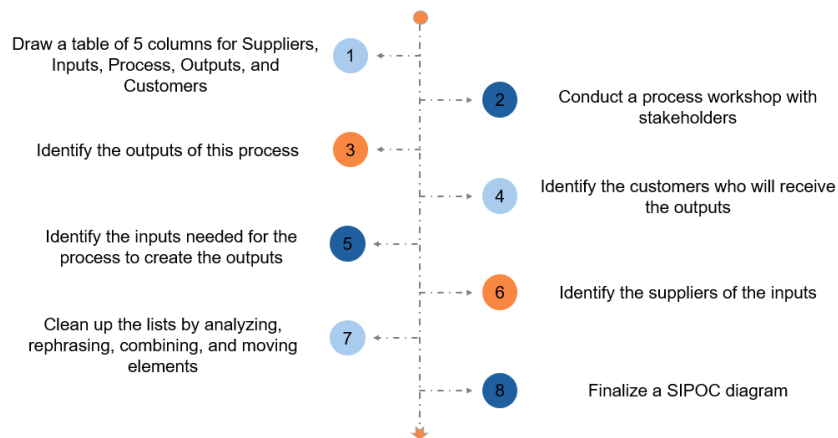 1
Draw a table of 5 columns for Suppliers,
Inputs, Process, Outputs, and
Customers
2
Conduct a process workshop with
stakeholders
3
Identify the outputs of this process
4
Identify the customers who will receive
the outputs
5
Identify the inputs needed for the
process to create the outputs
6
Identify the suppliers of the inputs
7
Clean up the lists by analyzing,
rephrasing, combining, and moving
elements
8
Finalize a SIPOC diagram